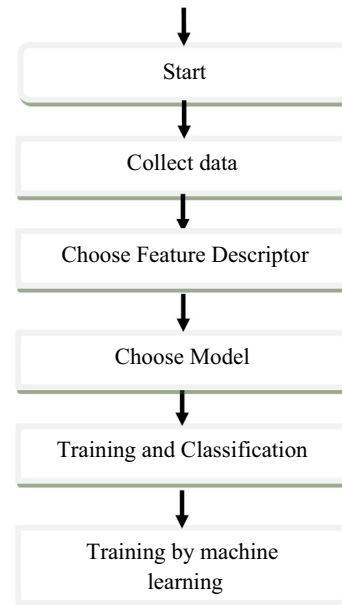 Start
Collect data
Choose Feature Descriptor
Choose Model
Training and Classification
Training by machine
learning